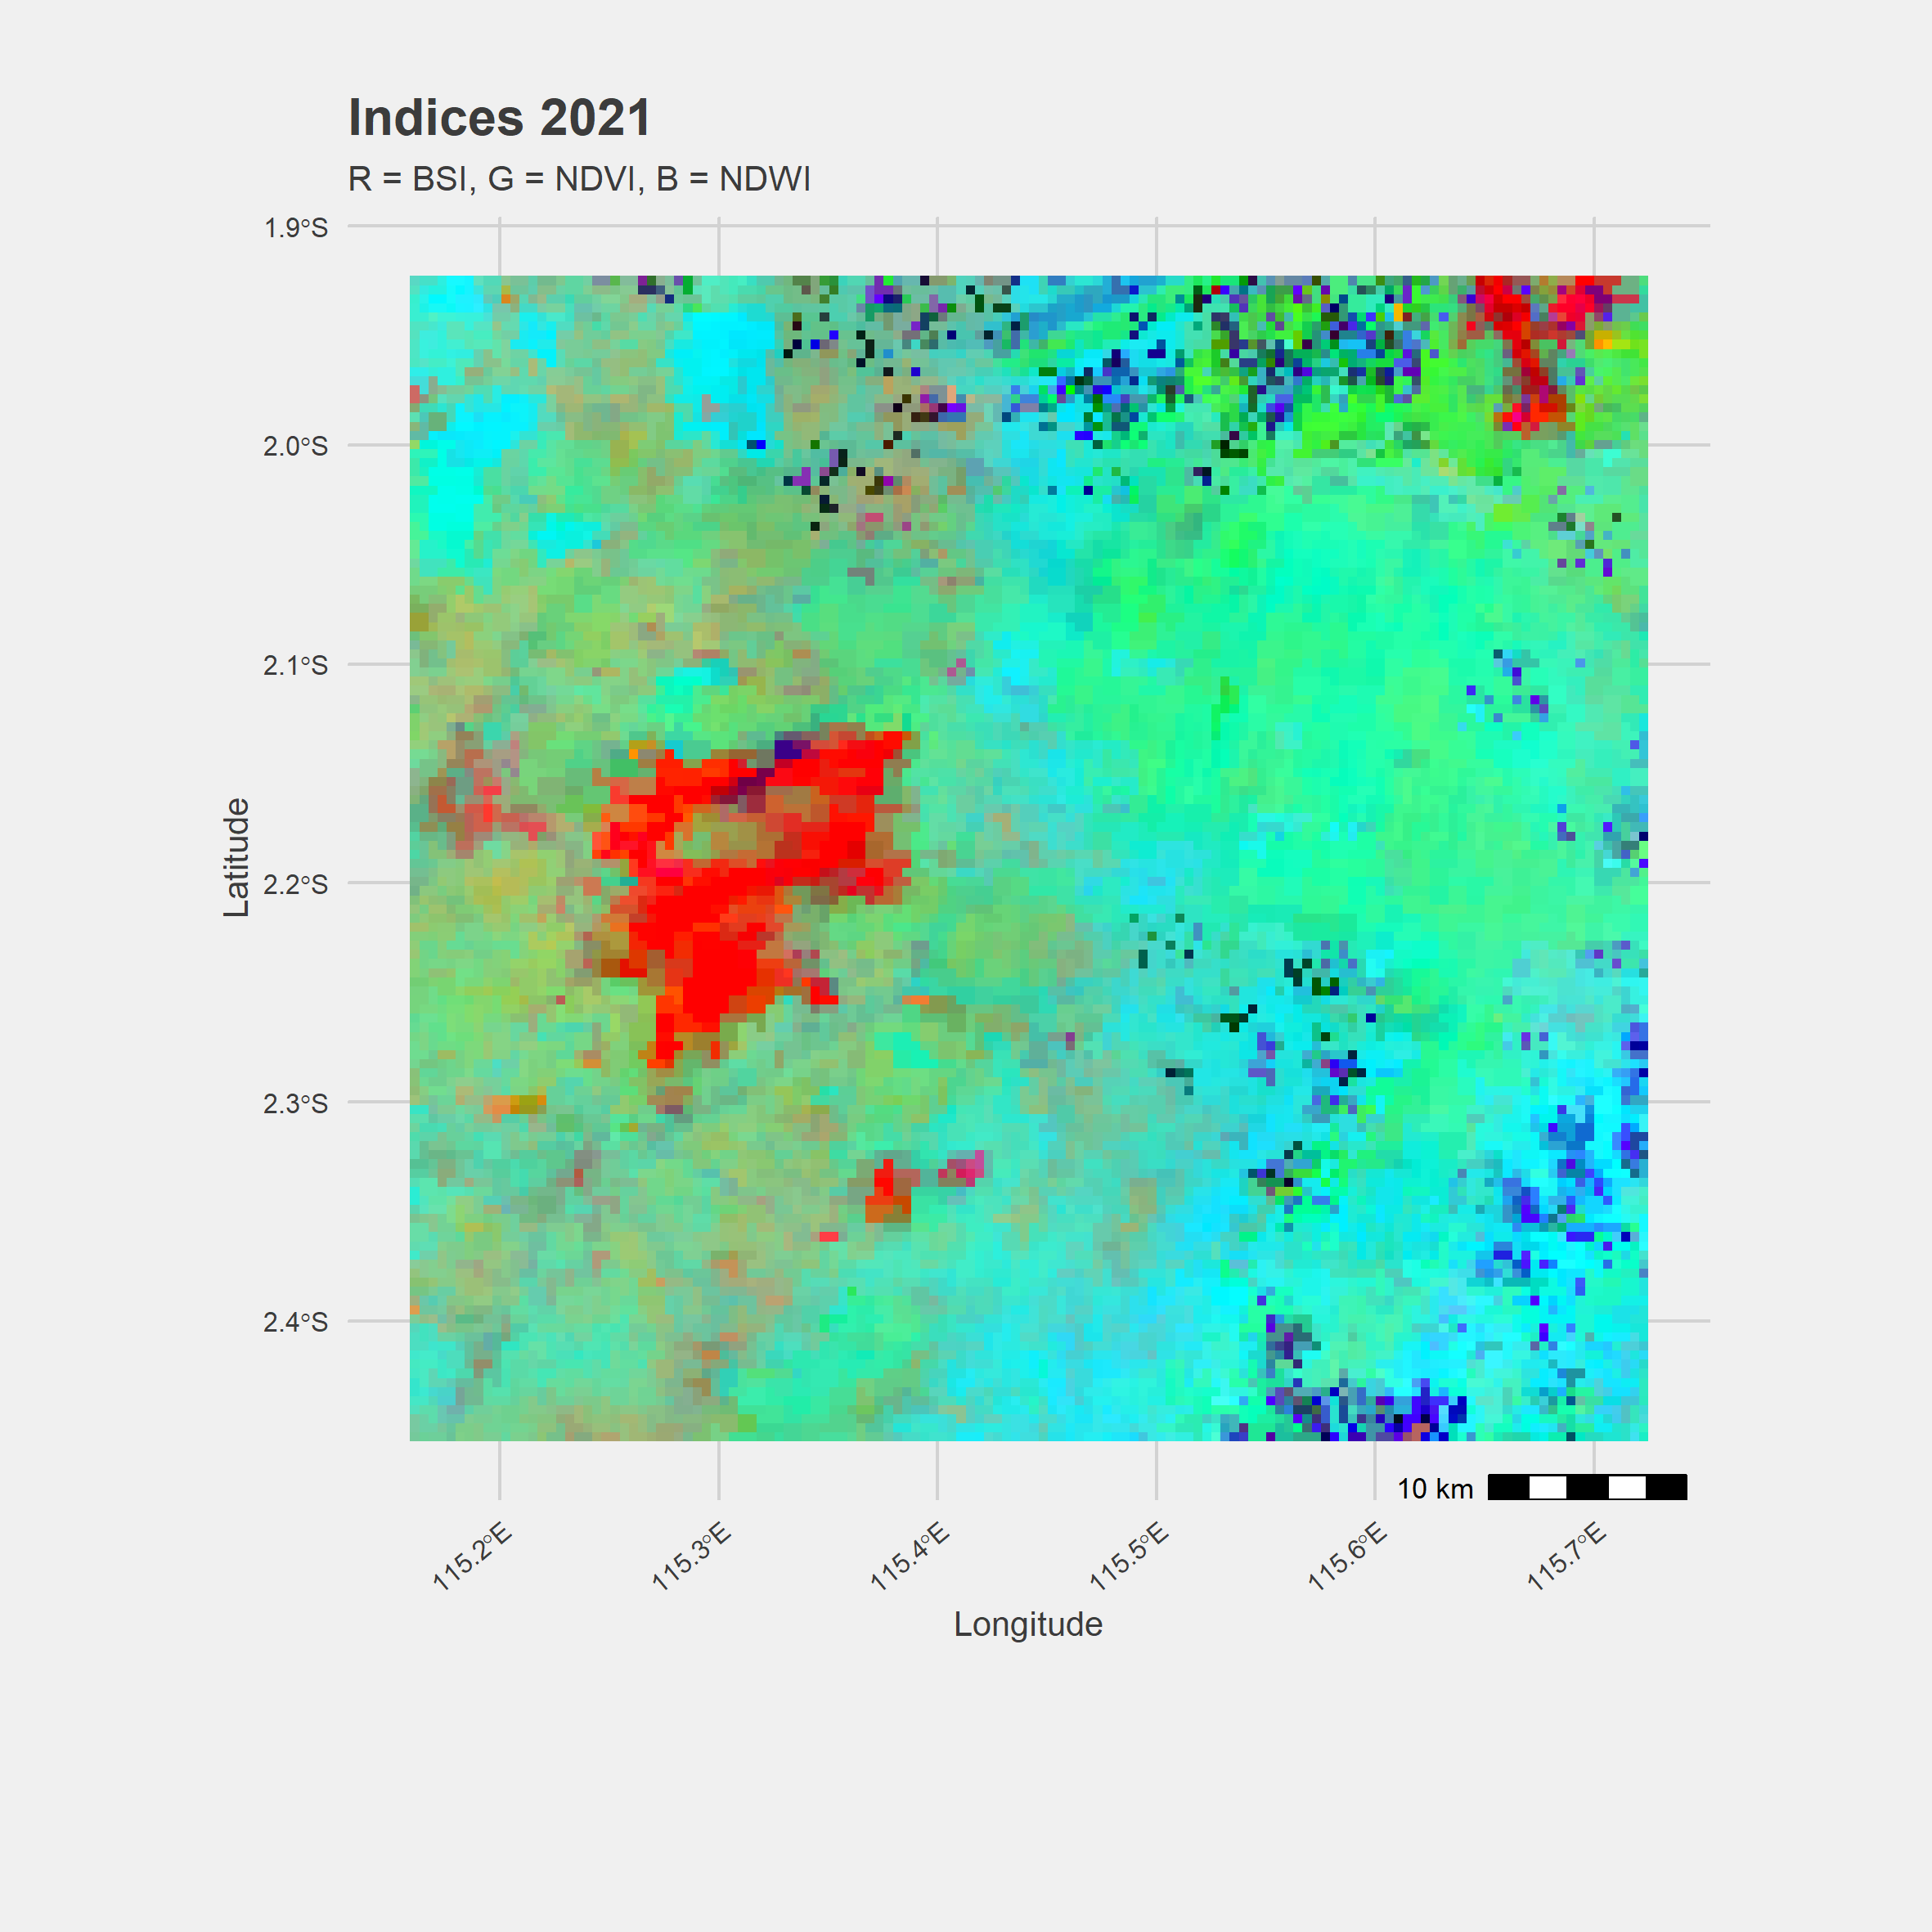 Indices 2021
R = BSI, G = NDVI, B = NDWI
1.9°S
2.0°S
2.1°S
2.2°S
2.3°S
2.4°S
Latitude
10 km
115.2°E
115.3°E
115.4°E
115.5°E
115.6°E
115.7°E
Longitude